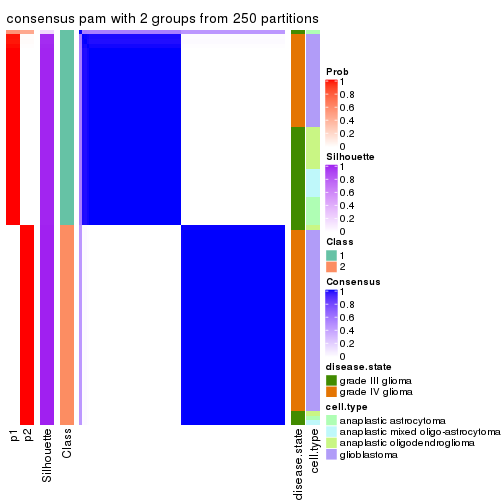 consensus pam with 2 groups from 250 partitions
Prob
1
0.8
0.6
0.4
0.2
0
Silhouette
1
0.8
0.6
0.4
0.2
0
Class
1
2
Consensus
1
0.8
0.6
0.4
0.2
0
disease.state
grade III glioma
grade IV glioma
cell.type
anaplastic astrocytoma
anaplastic mixed oligo-astrocytoma
anaplastic oligodendroglioma
glioblastoma
p1
p2
Silhouette
Class
disease.state
cell.type